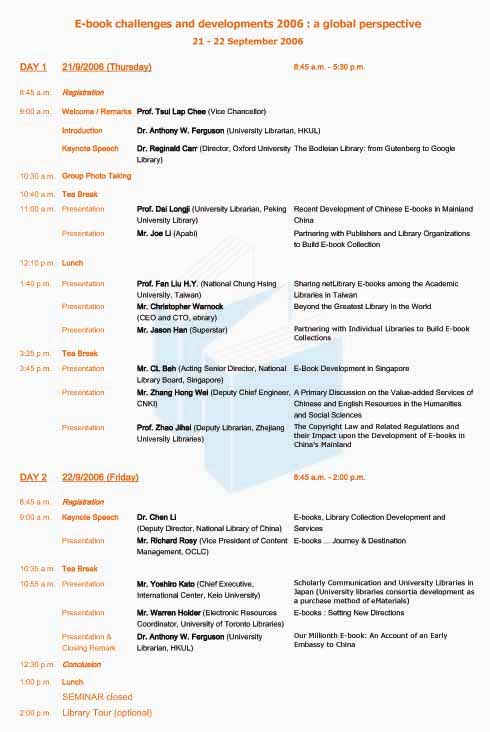 E-book challenges and developments 2006 : a global perspective
21 - 22 September 2006
DAY 1 21/9/2006 (Thursday) 8:45 a.m. - 5:30 p.m.
8:45 a.m. Registration
9:00 a.m. Welcome / Remarks Prof. Tsui Lap Chee (Vice Chancellor)
Introduction Dr. Anthony W. Ferguson (University Librarian, HKUL)
Keynote Speech Dr. Reginald Carr (Director, Oxford University The Bodleian Library: from Gutenberg to Google
Library)
10:30 a.m. Group Photo Taking
10:40 a.m. Tea Break
11:00 a.m. Presentation Prof. Dai Longji (University Librarian, Peking Recent Development of Chinese E-books in Mainland
University Library) China
Presentation Mr. Joe Li (Apabi) Partnering with Publishers and Library Organizations
to Build E-book Collection
12:10 p.m. Lunch
1:40 p.m. Presentation Prof. Fan Liu H.Y. (National Chung Hsing Sharing netLibrary E-books among the Academic
University, Taiwan) Libraries in Taiwan
Presentation Mr. Christopher Warnock Beyond the Greatest Library in the World
(CEO and CTO, ebrary)
Presentation Mr. Jason Han (Superstar) Partnering with Individual Libraries to Build E-book
Collections
3:25 p.m. Tea Break
3:45 p.m. Presentation Mr. CL Beh (Acting Senior Director, National E-Book Development in Singapore
Library Board, Singapore)
Presentation Mr. Zhang Hong Wei (Deputy Chief Engineer, A Primary Discussion on the Value-added Services of
CNKI) Chinese and English Resources in the Humanities
and Social Sciences
Presentation Prof. Zhao Jihai (Deputy Librarian, Zhejiang The Copyright Law and Related Regulations and
University Libraries) their Impact upon the Development of E-books in
China's Mainland
DAY 2 22/9/2006 (Friday) 8:45 a.m. - 2:00 p.m.
8:45 a.m. Registration
9:00 a.m. Keynote Speech Dr. Chen Li E-books, Library Collection Development and
(Deputy Director, National Library of China) Services
Presentation Mr. Richard Rosy (Vice President of Content E-books ... Journey & Destination
Management, OCLC)
10:35 a.m. Tea Break
10:55 a.m. Presentation Mr. Yoshiro Kato (Chief Executive, Scholarly Communication and University Libraries in
International Center, Keio University) Japan (University libraries consortia development as
a purchase method of eMaterials)
Presentation Mr. Warren Holder (Electronic Resources E-books : Setting New Directions
Coordinator, University of Toronto Libraries)
Presentation & Dr. Anthony W. Ferguson (University Our Millionth E-book: An Account of an Early
Closing Remark Librarian, HKUL) Embassy to China
12:30 p.m. Conclusion
1:00 p.m. Lunch
SEMINAR closed
2:00 p.m. Library Tour (optional)